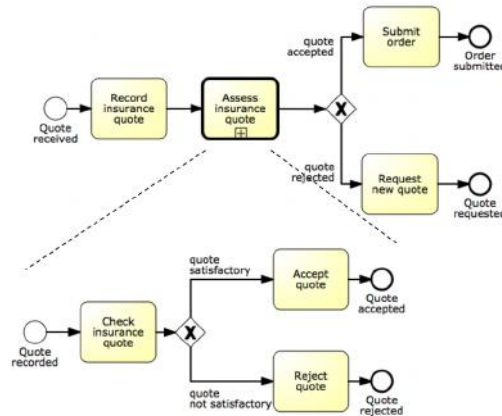 Quote
received
Record
insurance
quote
Assess
insurance
quote
X
quote
accepted
Submit
order
Order
submitted
quote
rejected
Request
new quote
Quote
requested
Quote
recorded
Check
insurance
quote
X
quote
satisfactory
Accept
quote
Quote
accepted
quote
not satisfactory
Reject
quote
Quote
rejected